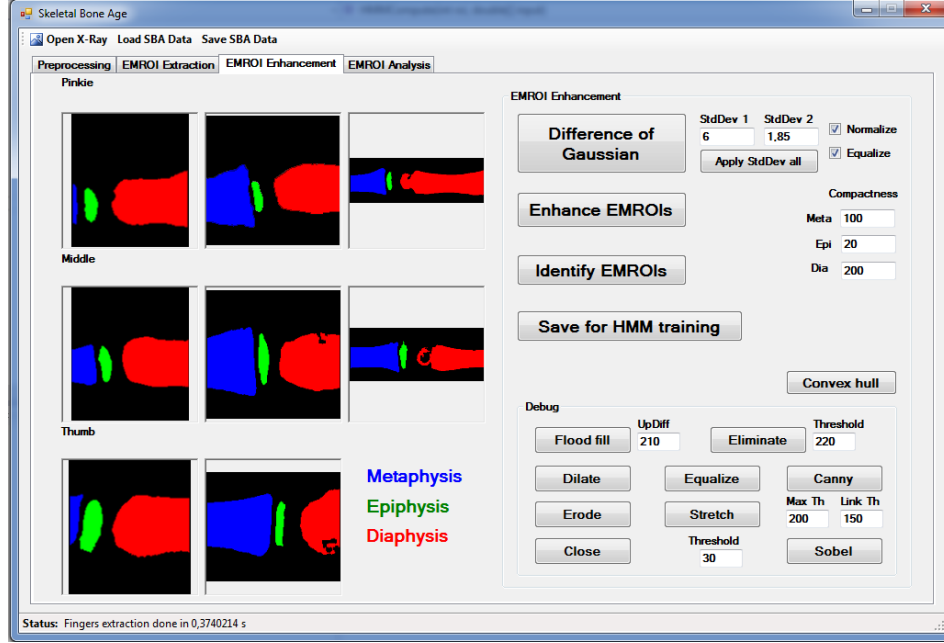 Skeletal Bone Age
Open X-Ray Load SBA Data Save SBA Data
Preprocessing EMROI Extraction EMROI Enhancement EMROI Analysis
Pinkie
Middle
Thumb
Metaphysis
Epiphysis
Diaphysis
EMROI Enhancement
Difference of
Gaussian
StdDev 1 StdDev 2
6 1,85
Apply StdDev all
Normalize
Equalize
Enhance EMROIs
Compactness
Meta 100
Epi 20
Dia 200
Identify EMROIs
Save for HMM training
Convex hull
Debug
Flood fill
UpDiff
210
Eliminate
Threshold
220
Dilate Equalize Canny
Max Th Link Th
200 150
Erode Stretch
Close
Threshold
30
Sobel
Status: Fingers extraction done in 0,3740214 s